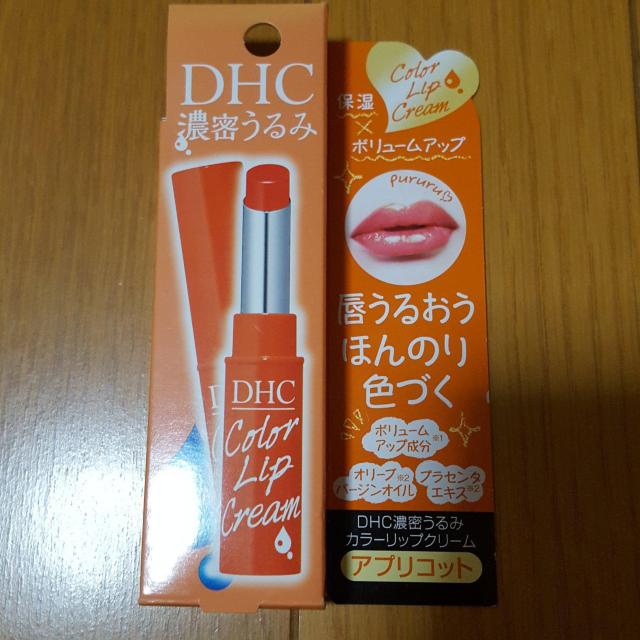 DHC
濃密うるみ
DHC
Color
Lip
Cream
Color
Lip
Cream
保湿
×
ボリュームアップ
pururu
唇うるおう
ほんのり
色づく
ボリューム
アップ成分※1
オリーブ※2
バージンオイル
プラセンタ
エキス※2
DHC濃密うるみ
カラーリップクリーム
アプリコット